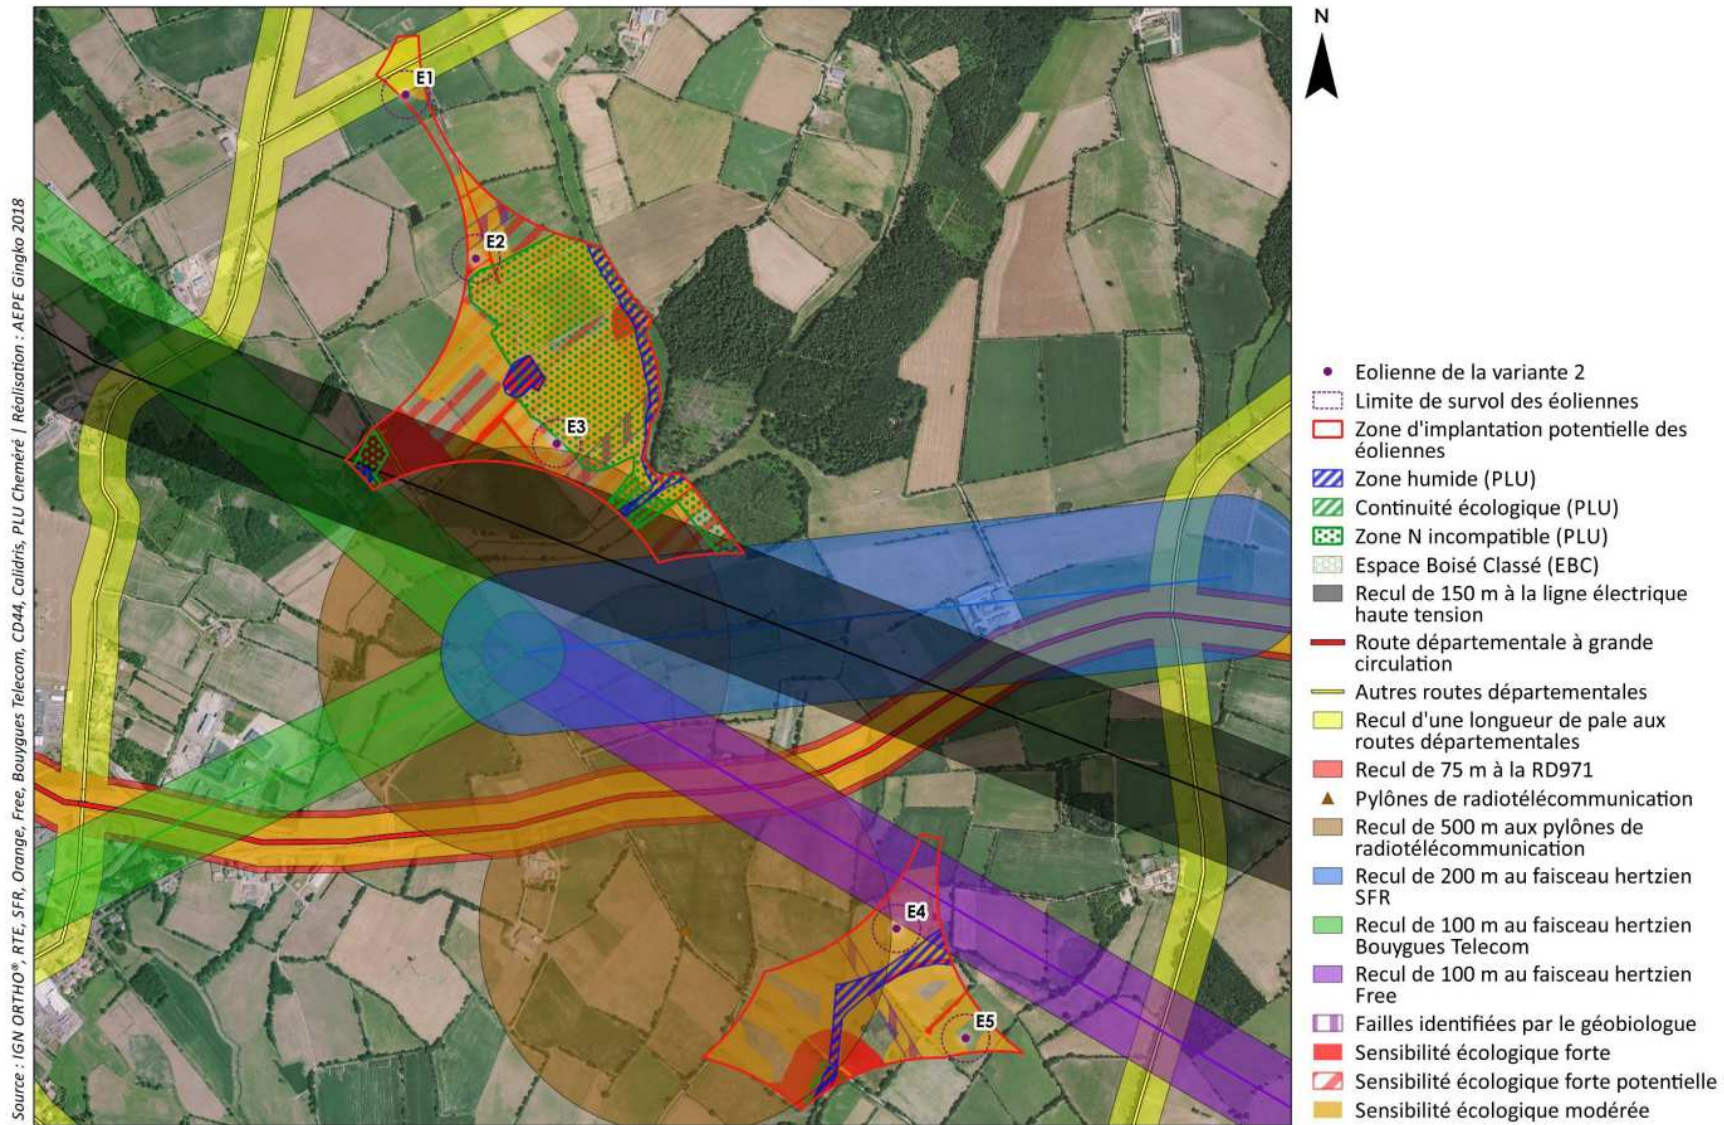 N
E1
E2
E3
E4
E5
Source : IGN ORTHO®, RTE, SFR, Orange, Free, Bouygues Telecom, CD44, Calidris, PLU Chemeré | Réalisation : AEPE Gingko 2018
Eolienne de la variante 2
Limite de survol des éoliennes
Zone d'implantation potentielle des
éoliennes
Zone humide (PLU)
Continuité écologique (PLU)
Zone N incompatible (PLU)
Espace Boisé Classé (EBC)
Recul de 150 m à la ligne électrique
haute tension
Route départementale à grande
circulation
Autres routes départementales
Recul d'une longueur de pale aux
routes départementales
Recul de 75 m à la RD971
Pylônes de radiotélécommunication
Recul de 500 m aux pylônes de
radiotélécommunication
Recul de 200 m au faisceau hertzien
SFR
Recul de 100 m au faisceau hertzien
Bouygues Telecom
Recul de 100 m au faisceau hertzien
Free
Failles identifiées par le géobiologue
Sensibilité écologique forte
Sensibilité écologique forte potentielle
Sensibilité écologique modérée